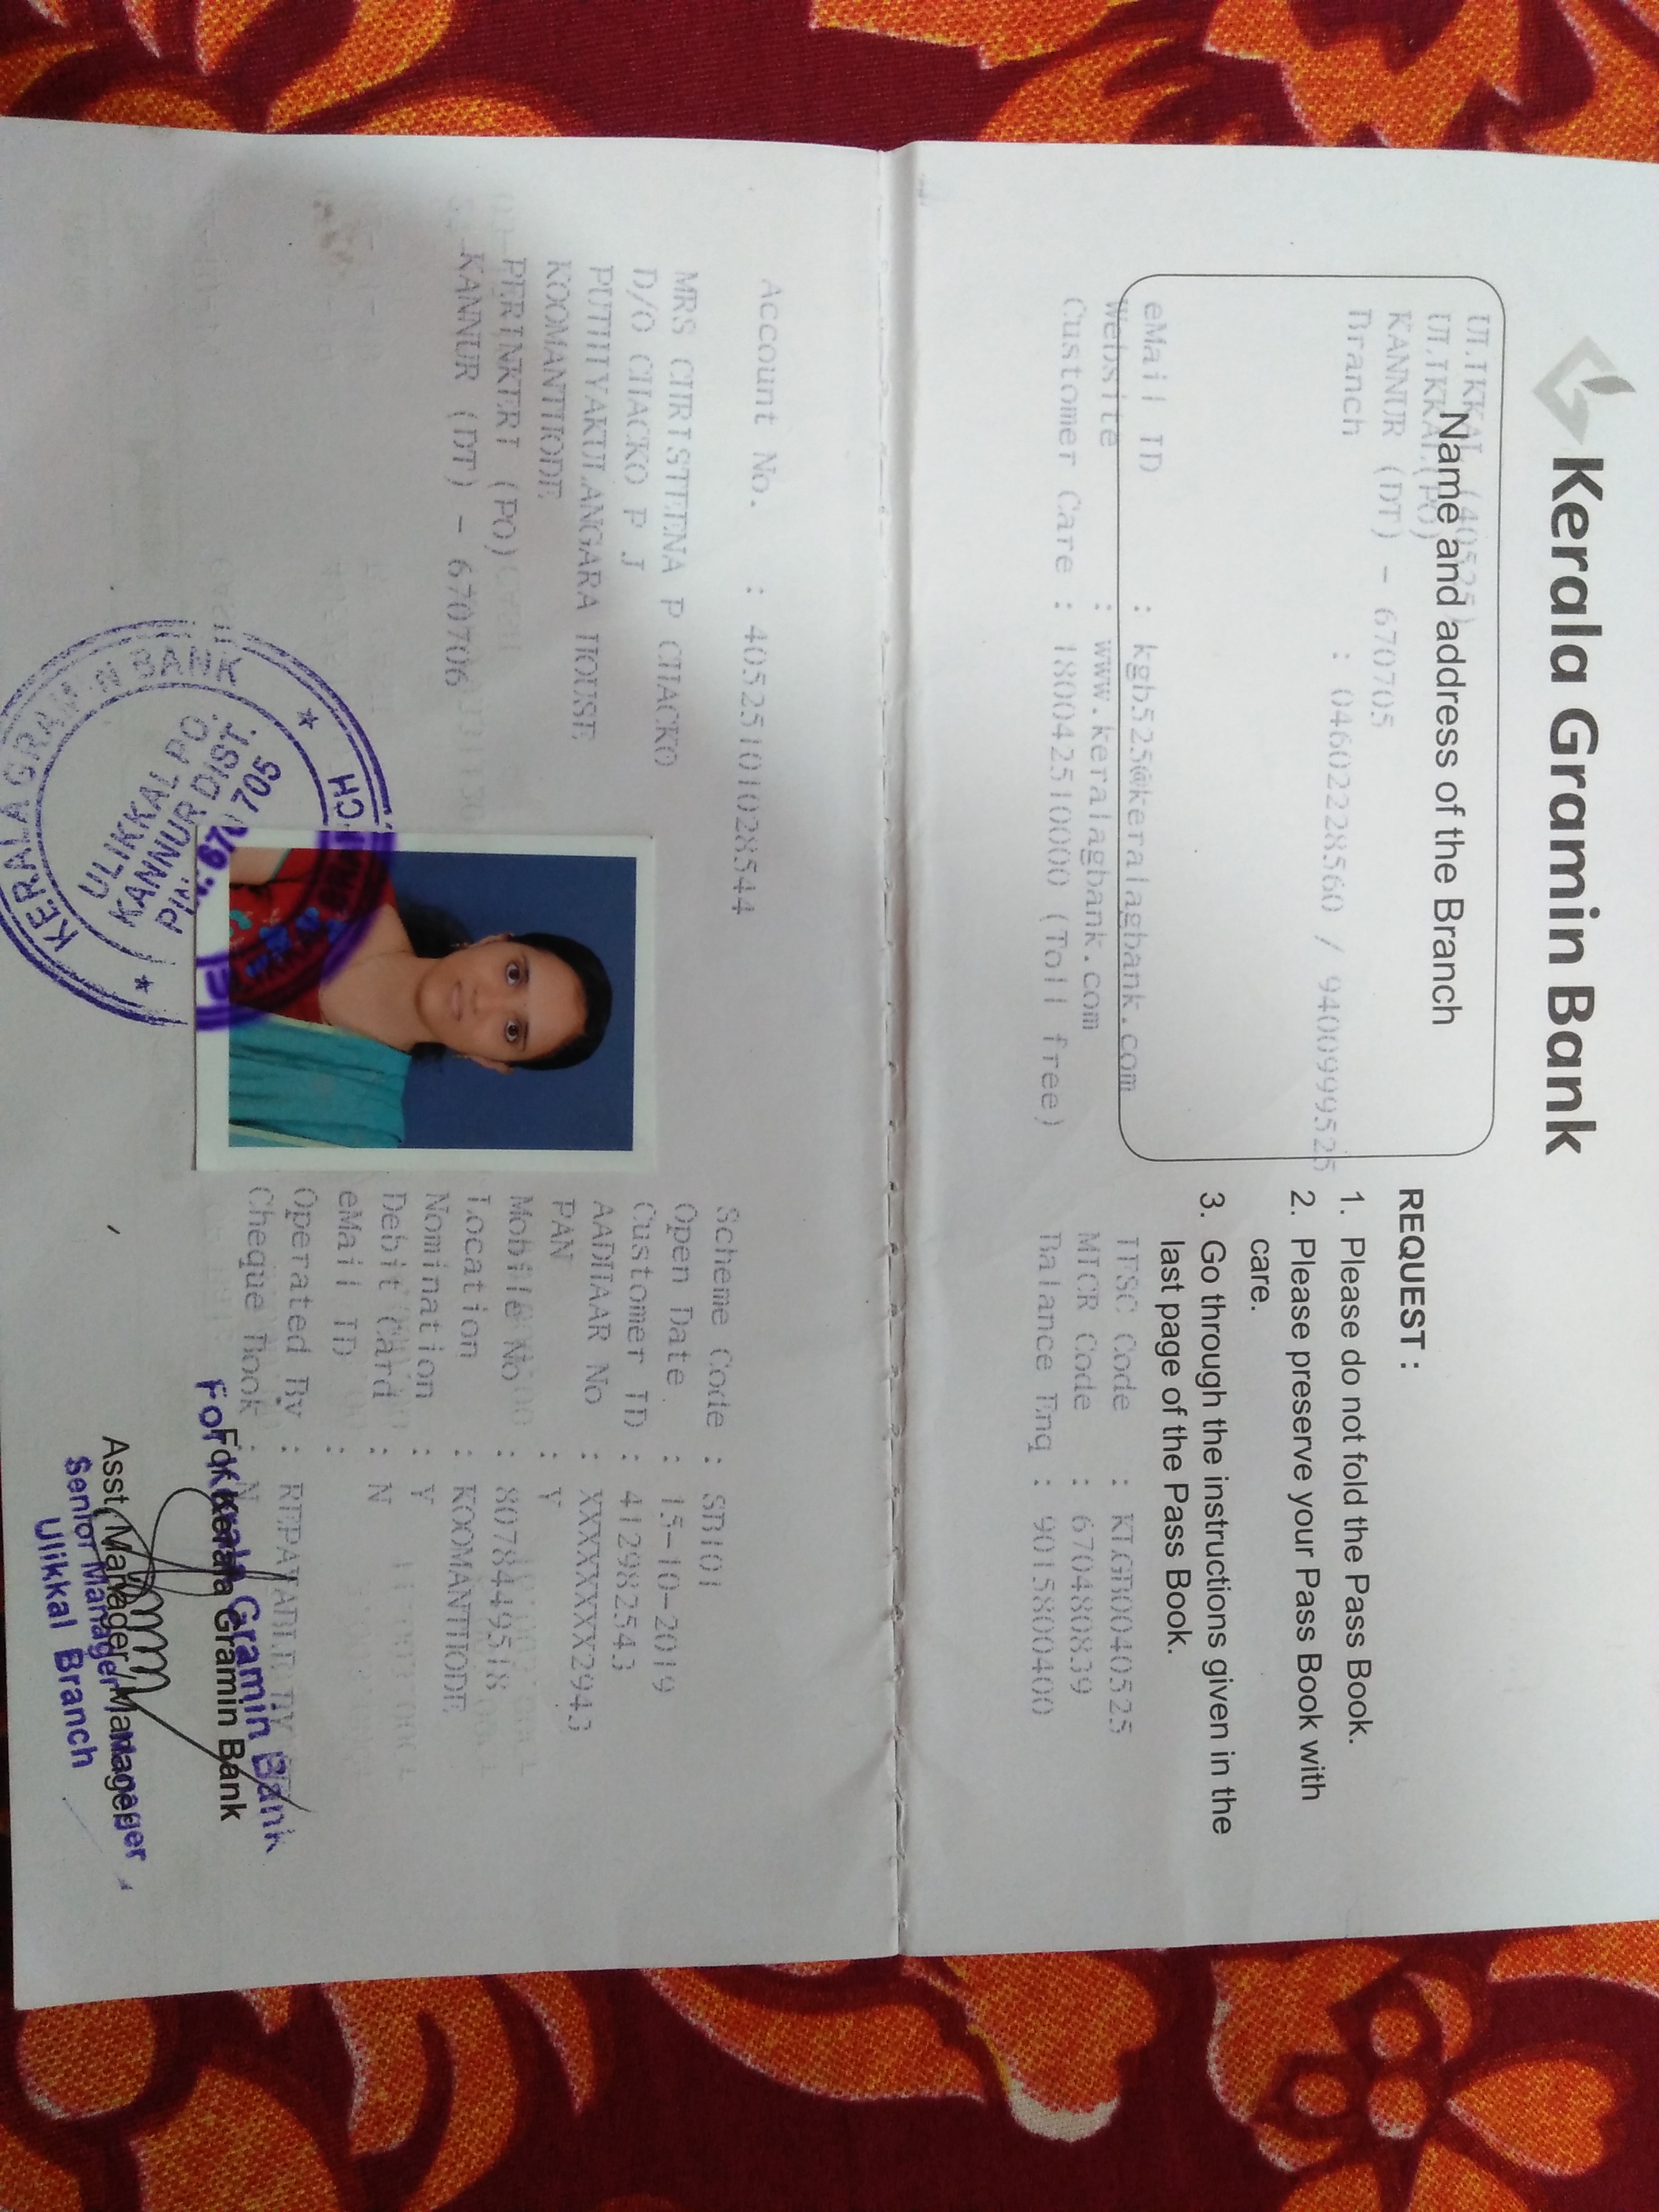 Kerala Gramin Bank
Name and address of the Branch
ULIKKAL (40525)
ULIKKAL(PO)
KANNUR (DT) - 670705
Branch : 04602228560 / 9400999525
eMail ID : kgb525@keralagbank.com
Website : www.keralagbank.com
Customer Care : 180042510000 (Toll free)
REQUEST :
1. Please do not fold the Pass Book.
2. Please preserve your Pass Book with
care.
3. Go through the instructions given in the
last page of the Pass Book.
IFSC Code : KLGB0040525
MICR Code : 670480839
Balance Enq : 9015800400
Account No. : 40525101028544
MRS CHRISTEENA P CHACKO
D/O CHACKO P J
PUTHIYAKULANGARA HOUSE
KOOMANTHODE
PERINKERI (PO)
KANNUR (DT) - 670706
Scheme Code : SB101
Open Date : 15-10-2019
Customer ID : 412982543
AADHAAR No : XXXXXXXX2943
PAN : Y
Mobile No : 8078449518
Location : KOOMANTHODE
Nomination : Y
Debit Card : N
eMail ID :
Operated By : REPAYABLE BY
Cheque Book : N
KERALA GRAMIN BANK
ULIKKAL PO.
KANNUR DIST.
PIN. 670 705
For Kerala Gramin Bank
For Kerala Gramin Bank
Asst. Manager/Manager
Senior Manager/Manager
Ulikkal Branch